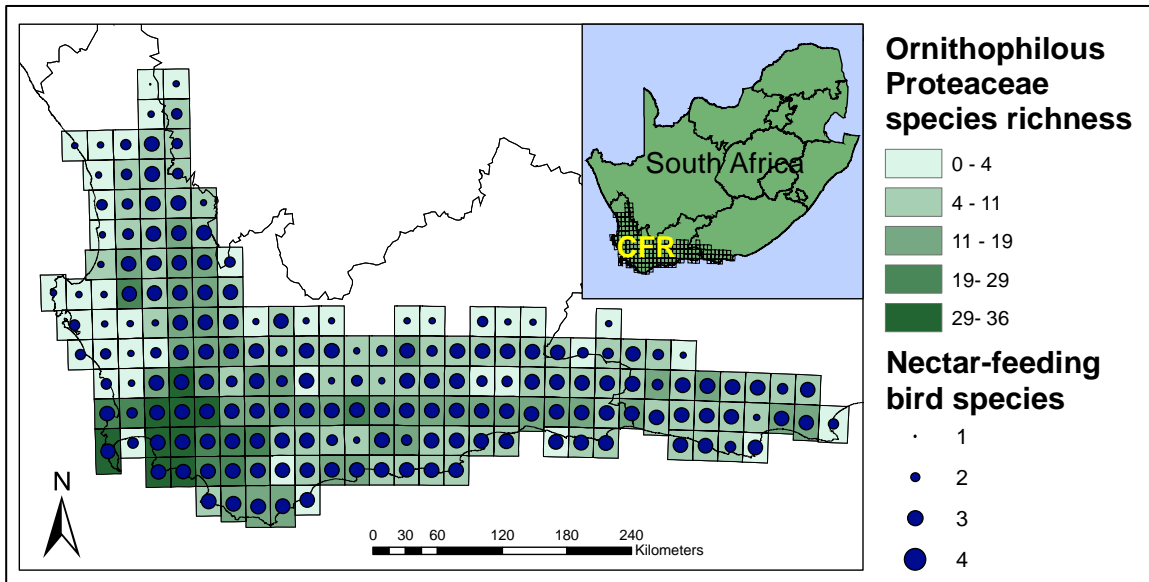 South Africa
CFR
N
0 30 60 120 180 240
Kilometers
Ornithophilous
Proteaceae
species richness
0 - 4
4 - 11
11 - 19
19- 29
29- 36
Nectar-feeding
bird species
1
2
3
4